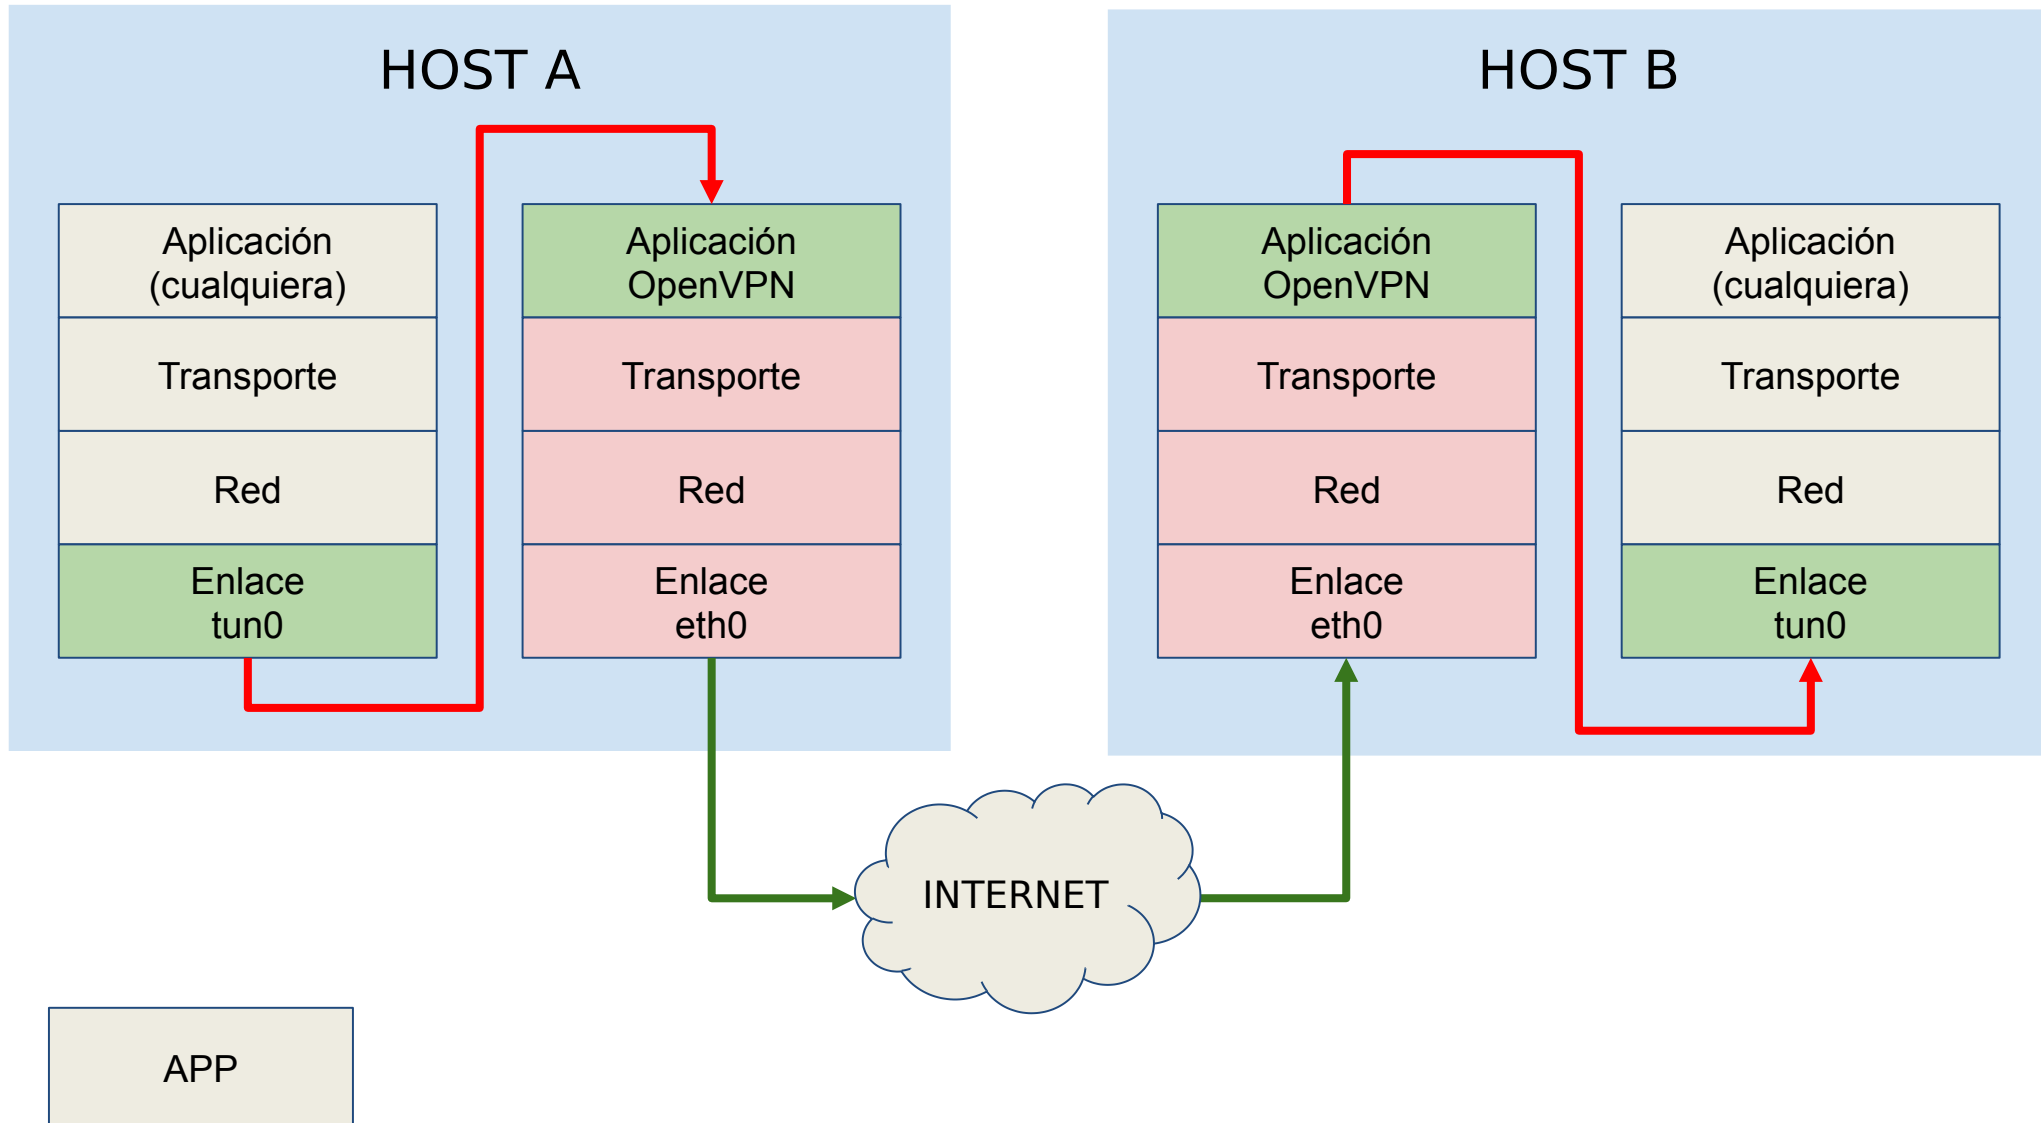 HOST A
Aplicación
(cualquiera)
Transporte
Red
Enlace
tun0
Aplicación
OpenVPN
Transporte
Red
Enlace
eth0
HOST B
Aplicación
OpenVPN
Transporte
Red
Enlace
eth0
Aplicación
(cualquiera)
Transporte
Red
Enlace
tun0
INTERNET
APP